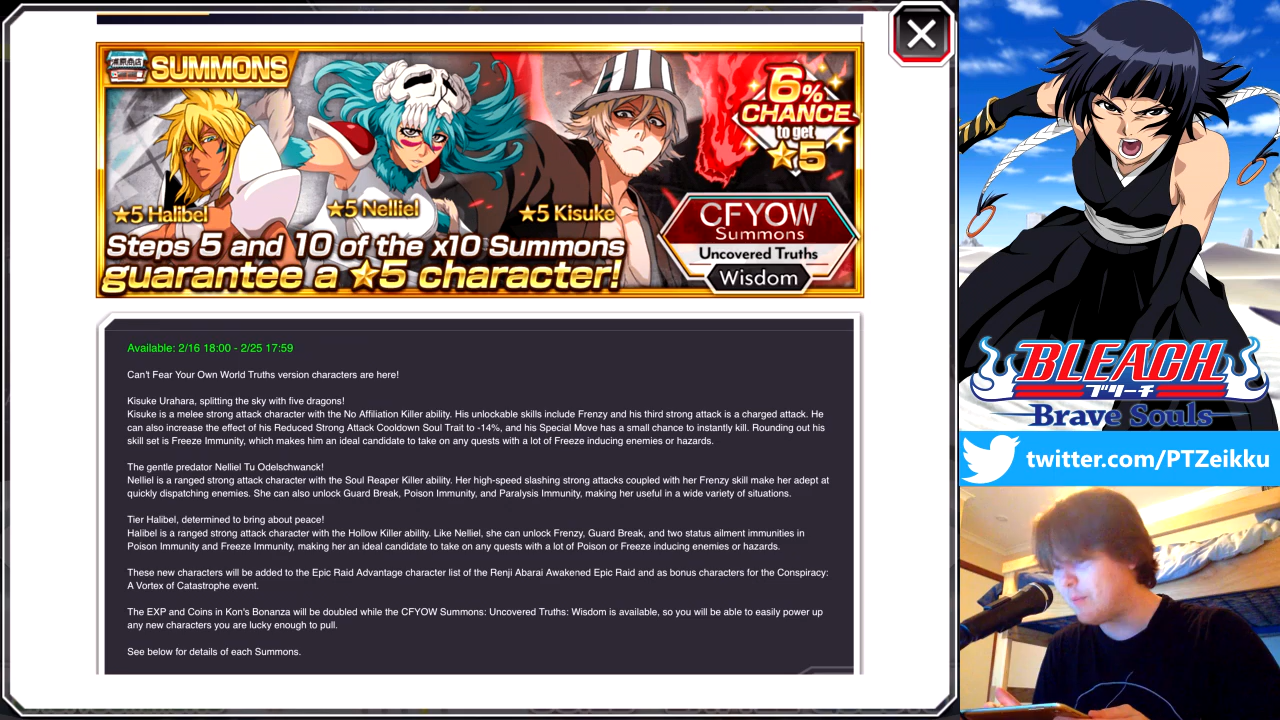 浦原商店
SUMMONS
6%
CHANCE
to get
★5
★5 Halibel
★5 Nelliel
★5 Kisuke
CFYOW
Summons
Uncovered Truths
Wisdom
Steps 5 and 10 of the x10 Summons
guarantee a ★5 character!
Available: 2/16 18:00 - 2/25 17:59
Can't Fear Your Own World Truths version characters are here!
Kisuke Urahara, splitting the sky with five dragons!
Kisuke is a melee strong attack character with the No Affiliation Killer ability. His unlockable skills include Frenzy and his third strong attack is a charged attack. He
can also increase the effect of his Reduced Strong Attack Cooldown Soul Trait to -14%, and his Special Move has a small chance to instantly kill. Rounding out his
skill set is Freeze Immunity, which makes him an ideal candidate to take on any quests with a lot of Freeze inducing enemies or hazards.
The gentle predator Nelliel Tu Odelschwanck!
Nelliel is a ranged strong attack character with the Soul Reaper Killer ability. Her high-speed slashing strong attacks coupled with her Frenzy skill make her adept at
quickly dispatching enemies. She can also unlock Guard Break, Poison Immunity, and Paralysis Immunity, making her useful in a wide variety of situations.
Tier Halibel, determined to bring about peace!
Halibel is a ranged strong attack character with the Hollow Killer ability. Like Nelliel, she can unlock Frenzy, Guard Break, and two status ailment immunities in
Poison Immunity and Freeze Immunity, making her an ideal candidate to take on any quests with a lot of Poison or Freeze inducing enemies or hazards.
These new characters will be added to the Epic Raid Advantage character list of the Renji Abarai Awakened Epic Raid and as bonus characters for the Conspiracy:
A Vortex of Catastrophe event.
The EXP and Coins in Kon's Bonanza will be doubled while the CFYOW Summons: Uncovered Truths: Wisdom is available, so you will be able to easily power up
any new characters you are lucky enough to pull.
See below for details of each Summons.
BLEACH
ブリーチ
Brave Souls
twitter.com/PTZeikku